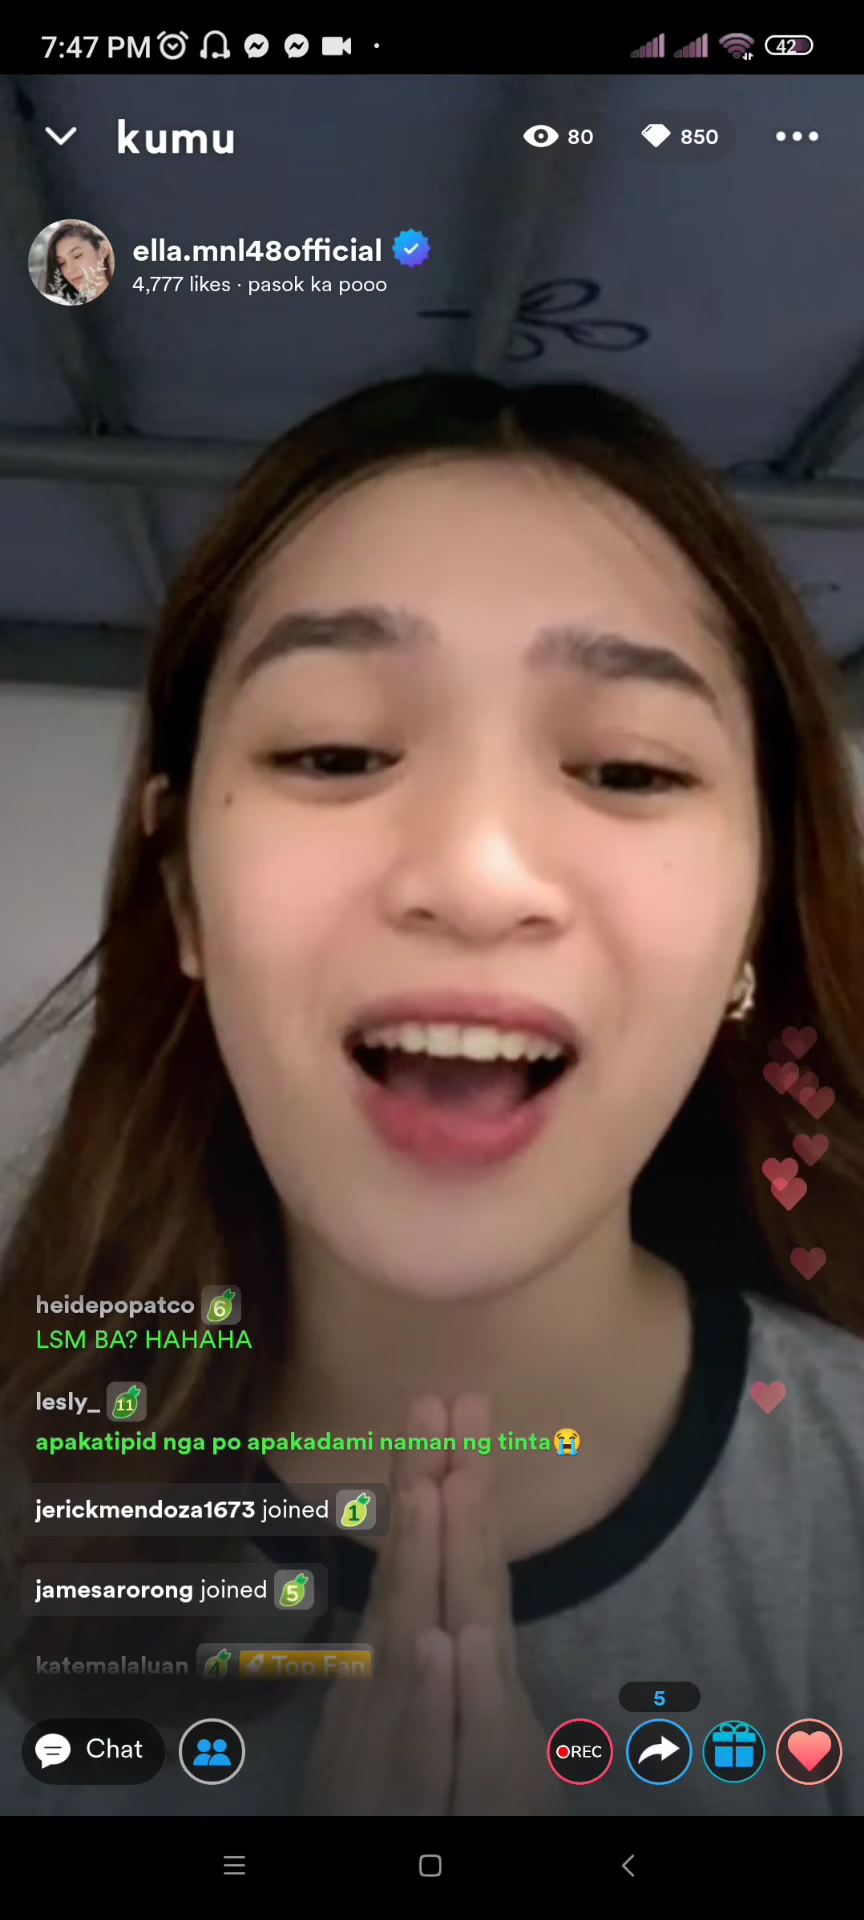 7:47 PM
42
kumu
80
850
ella.mnl48official
4,777 likes · pasok ka pooo
heidepopatco 6
LSM BA? HAHAHA
lesly_ 11
apakatipid nga po apakadami naman ng tinta😭
jerickmendoza1673 joined 1
jamesarorong joined 5
katemalaluan 4 Top Fan
5
Chat
REC